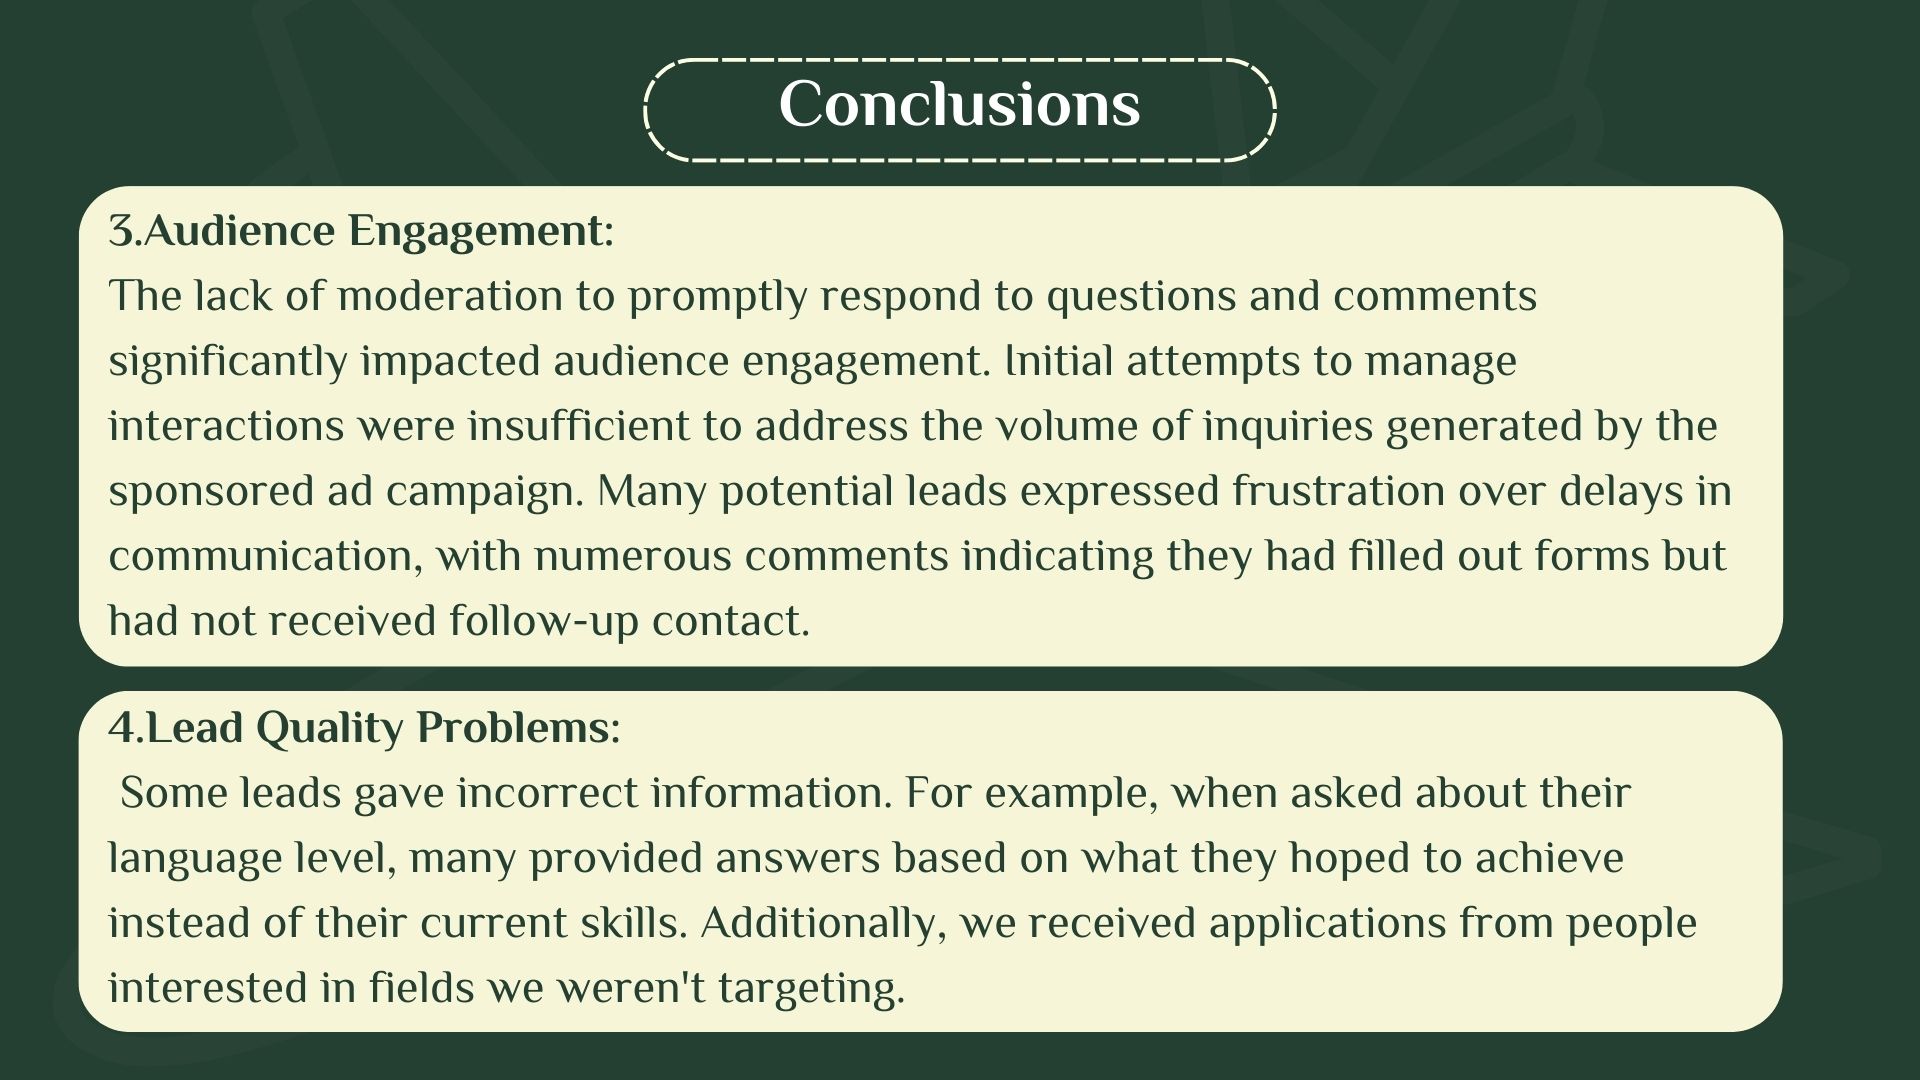 Conclusions
3.Audience Engagement:
The lack of moderation to promptly respond to questions and comments
significantly impacted audience engagement. Initial attempts to manage
interactions were insufficient to address the volume of inquiries generated by the
sponsored ad campaign. Many potential leads expressed frustration over delays in
communication, with numerous comments indicating they had filled out forms but
had not received follow-up contact.
4.Lead Quality Problems:
Some leads gave incorrect information. For example, when asked about their
language level, many provided answers based on what they hoped to achieve
instead of their current skills. Additionally, we received applications from people
interested in fields we weren't targeting.